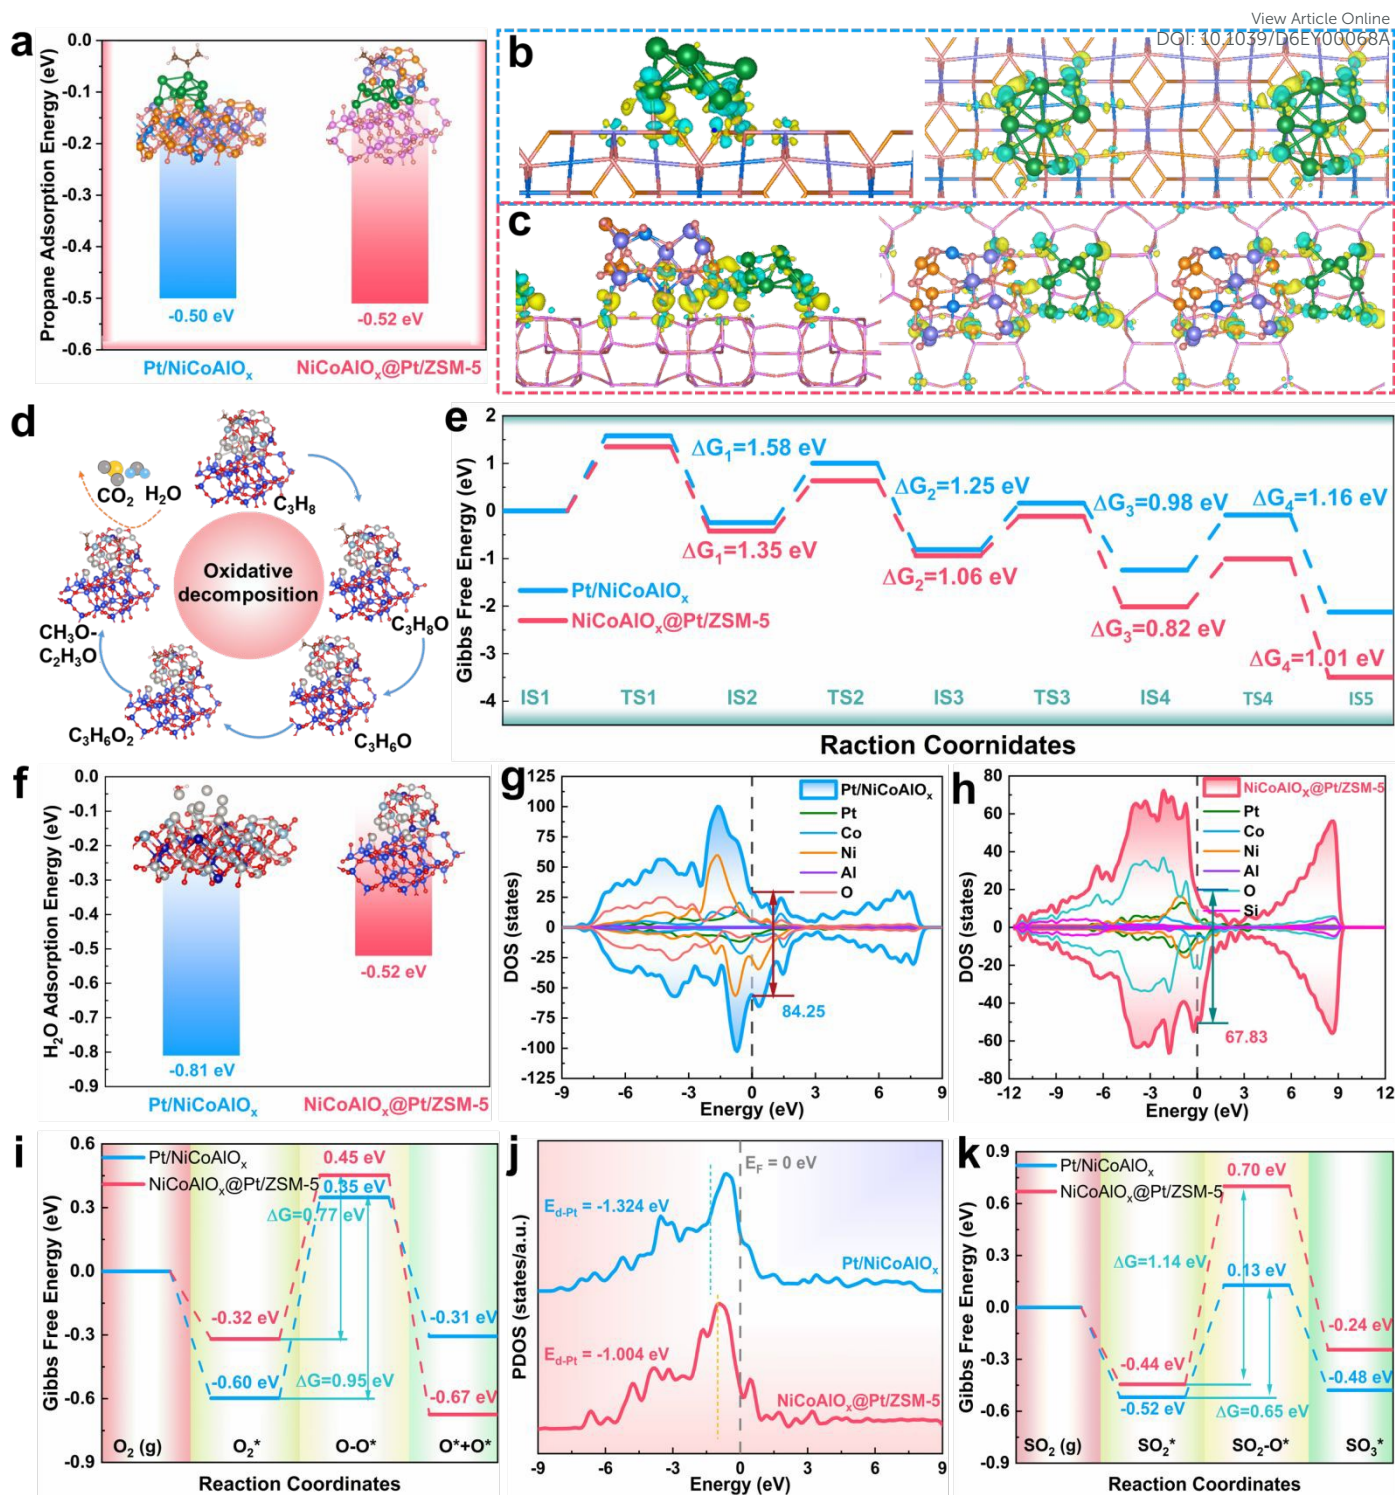 View Article Online
DOI: 10.1039/D6EY00068A
a
Propane Adsorption Energy (eV)
0.0
-0.1
-0.2
-0.3
-0.4
-0.5
-0.6
-0.50 eV
-0.52 eV
Pt/NiCoAlOx
NiCoAlOx@Pt/ZSM-5
b
c
d
CO2
H2O
C3H8
Oxidative
decomposition
C3H8O
CH3O-
C2H3O
C3H6O2
C3H6O
e
Gibbs Free Energy (eV)
2
1
0
-1
-2
-3
-4
ΔG1=1.58 eV
ΔG2=1.25 eV
ΔG3=0.98 eV
ΔG4=1.16 eV
ΔG1=1.35 eV
ΔG2=1.06 eV
ΔG3=0.82 eV
ΔG4=1.01 eV
Pt/NiCoAlOx
NiCoAlOx@Pt/ZSM-5
IS1 TS1 IS2 TS2 IS3 TS3 IS4 TS4 IS5
Raction Coornidates
f
H2O Adsorption Energy (eV)
0.0
-0.1
-0.2
-0.3
-0.4
-0.5
-0.6
-0.7
-0.8
-0.9
-0.81 eV
-0.52 eV
Pt/NiCoAlOx
NiCoAlOx@Pt/ZSM-5
g
DOS (states)
125
100
75
50
25
0
-25
-50
-75
-100
-125
Pt/NiCoAlOx
Pt
Co
Ni
Al
O
84.25
-9 -6 -3 0 3 6 9
Energy (eV)
h
DOS (states)
80
60
40
20
0
-20
-40
-60
-80
NiCoAlOx@Pt/ZSM-5
Pt
Co
Ni
Al
O
Si
67.83
-12 -9 -6 -3 0 3 6 9 12
Energy (eV)
i
Gibbs Free Energy (eV)
0.6
0.3
0.0
-0.3
-0.6
-0.9
Pt/NiCoAlOx
NiCoAlOx@Pt/ZSM-5
0.45 eV
0.35 eV
ΔG=0.77 eV
-0.32 eV
-0.31 eV
-0.60 eV
ΔG=0.95 eV
-0.67 eV
O2 (g) O2* O-O* O*+O*
Reaction Coordinates
j
PDOS (states/a.u.)
EF = 0 eV
Ed-Pt = -1.324 eV
Pt/NiCoAlOx
Ed-Pt = -1.004 eV
NiCoAlOx@Pt/ZSM-5
-9 -6 -3 0 3 6 9
Energy (eV)
k
Gibbs Free Energy (eV)
0.9
0.6
0.3
0.0
-0.3
-0.6
-0.9
Pt/NiCoAlOx
NiCoAlOx@Pt/ZSM-5
0.70 eV
ΔG=1.14 eV
0.13 eV
-0.24 eV
-0.44 eV
-0.48 eV
-0.52 eV
ΔG=0.65 eV
SO2 (g) SO2* SO2-O* SO3*
Reaction Coordinates